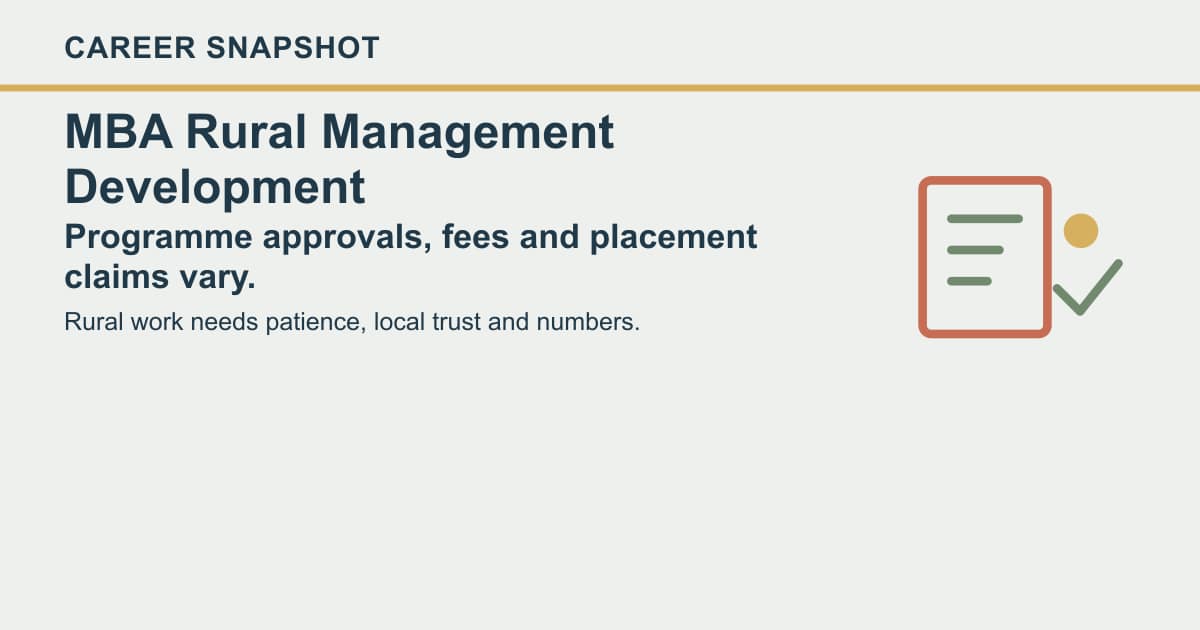 CAREER SNAPSHOT
MBA Rural Management
Development
Programme approvals, fees and placement
claims vary.
Rural work needs patience, local trust and numbers.